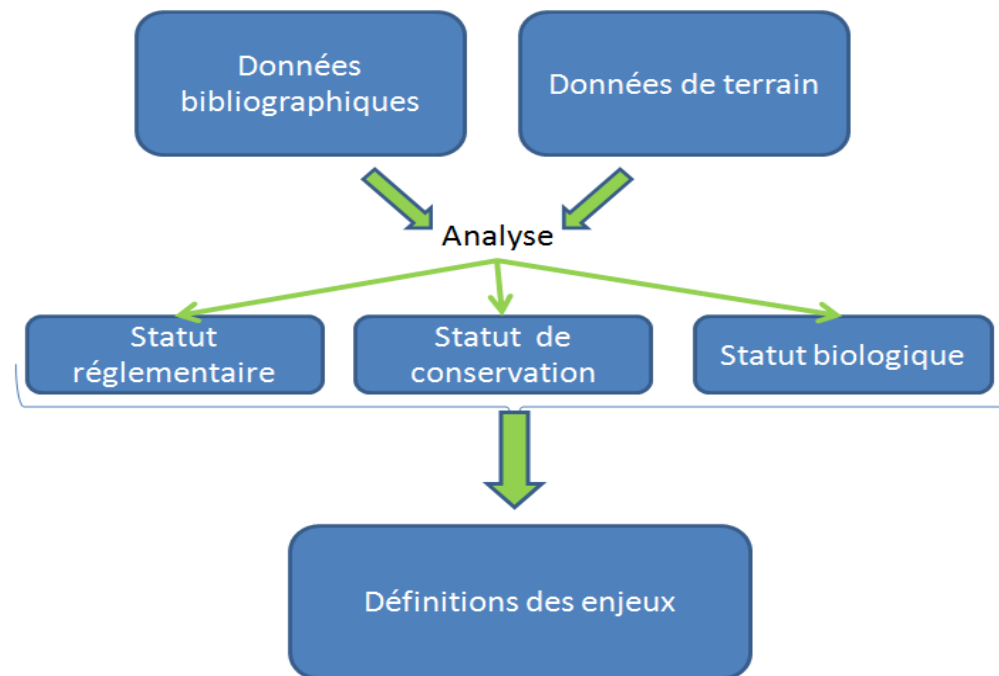 Données
bibliographiques
Données de terrain
Analyse
Statut
réglementaire
Statut de
conservation
Statut biologique
Définitions des enjeux